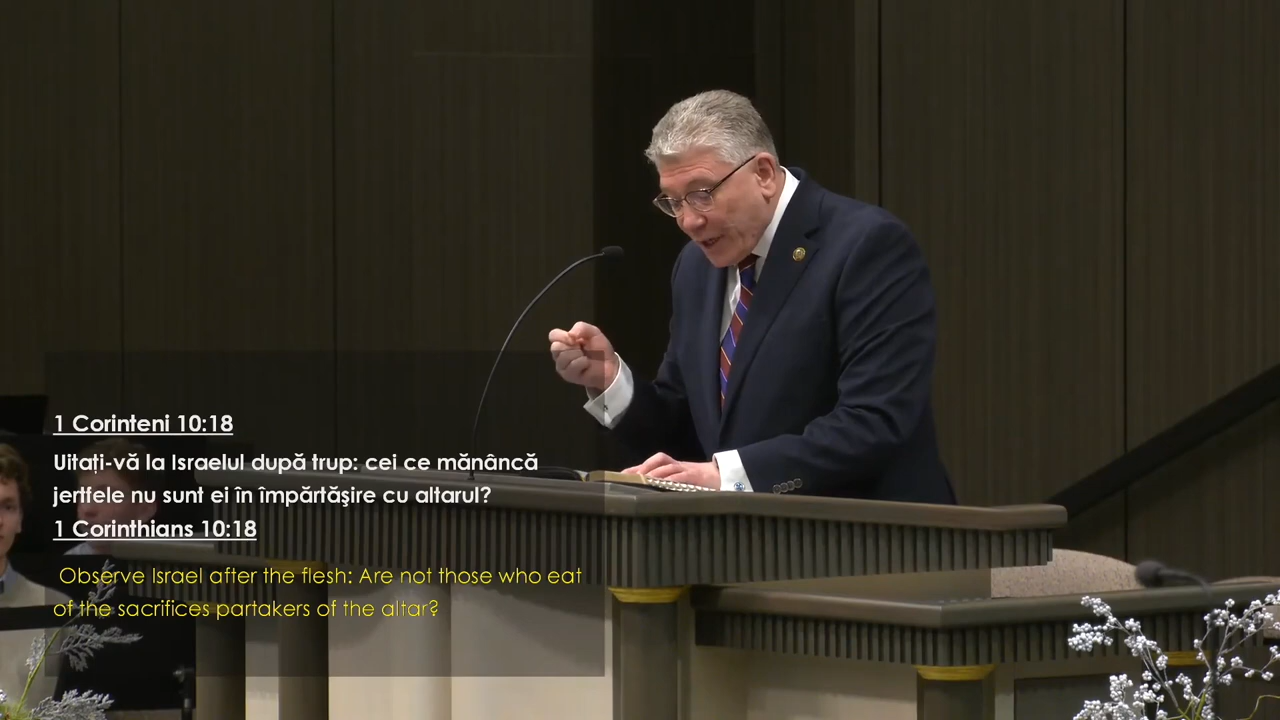 1 Corinteni 10:18
Uitați-vă la Israelul după trup: cei ce mănâncă
jertfele nu sunt ei în împărtăşire cu altarul?
1 Corinthians 10:18
Observe Israel after the flesh: Are not those who eat
of the sacrifices partakers of the altar?